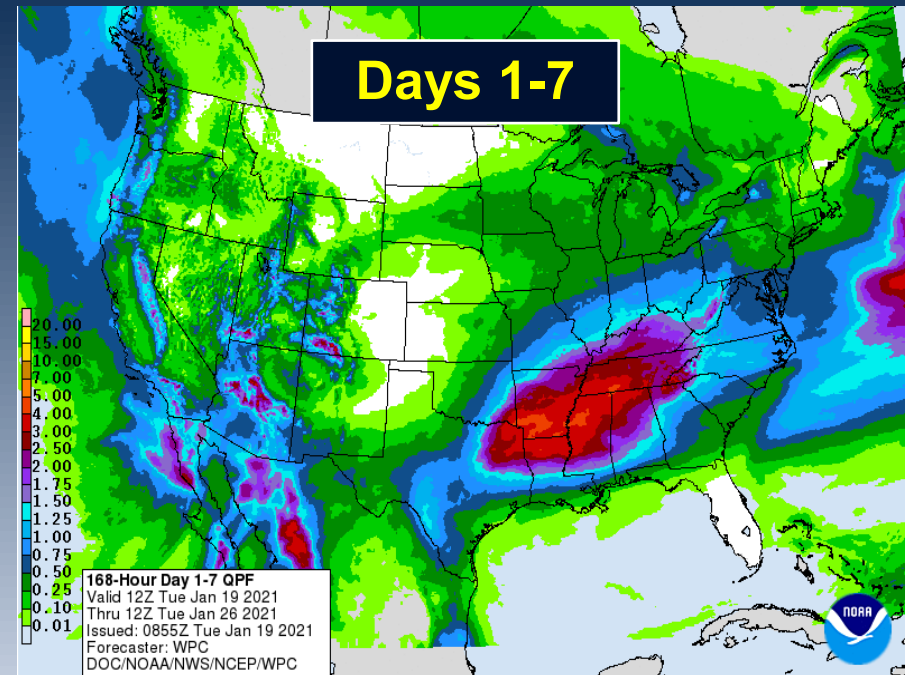 Days 1-7
20.00
15.00
10.00
7.00
5.00
4.00
3.00
2.50
2.00
1.75
1.50
1.25
1.00
0.75
0.50
0.25
0.10
0.01
168-Hour Day 1-7 QPF
Valid 12Z Tue Jan 19 2021
Thru 12Z Tue Jan 26 2021
Issued: 0855Z Tue Jan 19 2021
Forecaster: WPC
DOC/NOAA/NWS/NCEP/WPC
NOAA